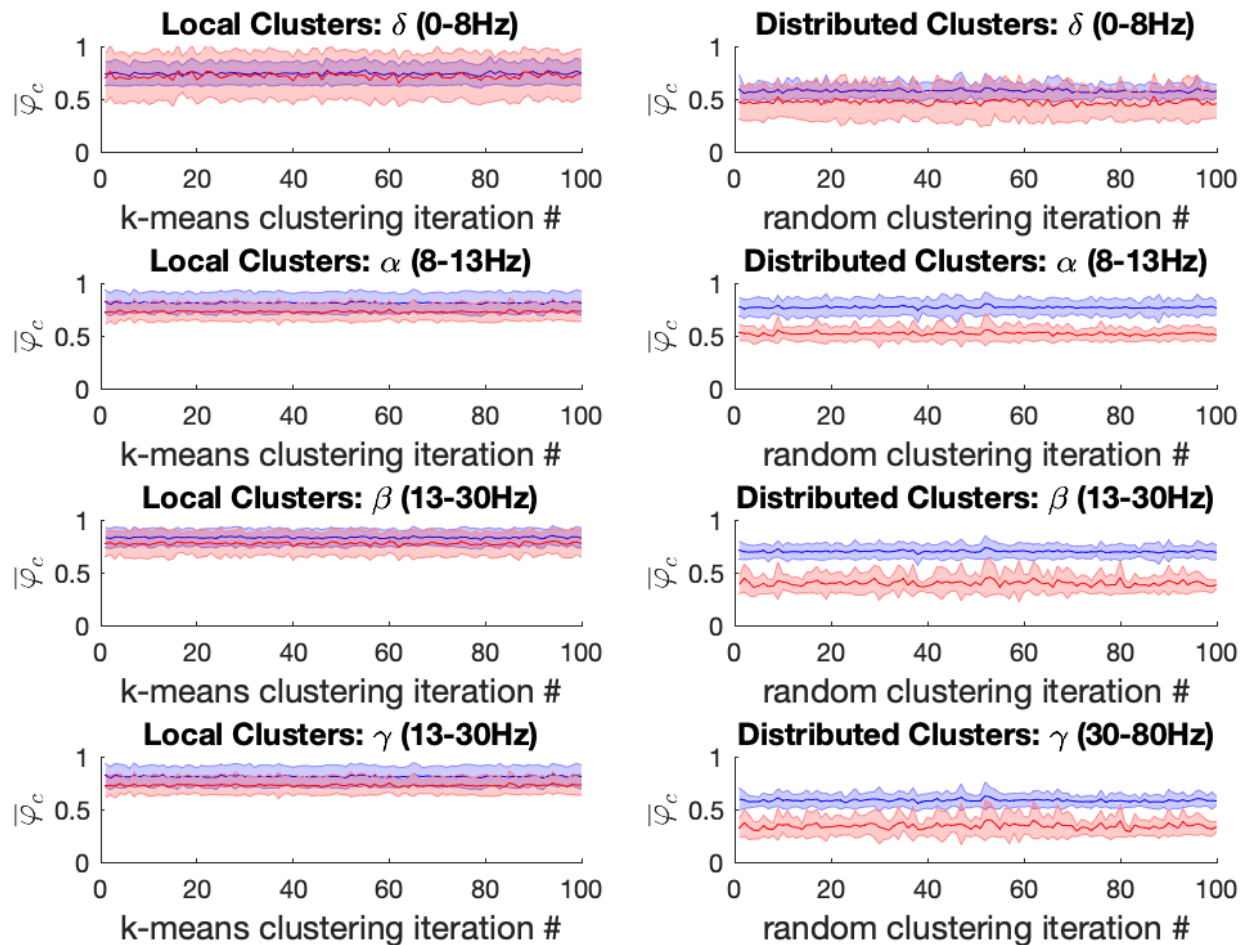 Local Clusters: δ (0-8Hz)
1
0.5
0
φ̅c
0 20 40 60 80 100
k-means clustering iteration #
Distributed Clusters: δ (0-8Hz)
1
0.5
0
φ̅c
0 20 40 60 80 100
random clustering iteration #
Local Clusters: α (8-13Hz)
1
0.5
0
φ̅c
0 20 40 60 80 100
k-means clustering iteration #
Distributed Clusters: α (8-13Hz)
1
0.5
0
φ̅c
0 20 40 60 80 100
random clustering iteration #
Local Clusters: β (13-30Hz)
1
0.5
0
φ̅c
0 20 40 60 80 100
k-means clustering iteration #
Distributed Clusters: β (13-30Hz)
1
0.5
0
φ̅c
0 20 40 60 80 100
random clustering iteration #
Local Clusters: γ (13-30Hz)
1
0.5
0
φ̅c
0 20 40 60 80 100
k-means clustering iteration #
Distributed Clusters: γ (30-80Hz)
1
0.5
0
φ̅c
0 20 40 60 80 100
random clustering iteration #